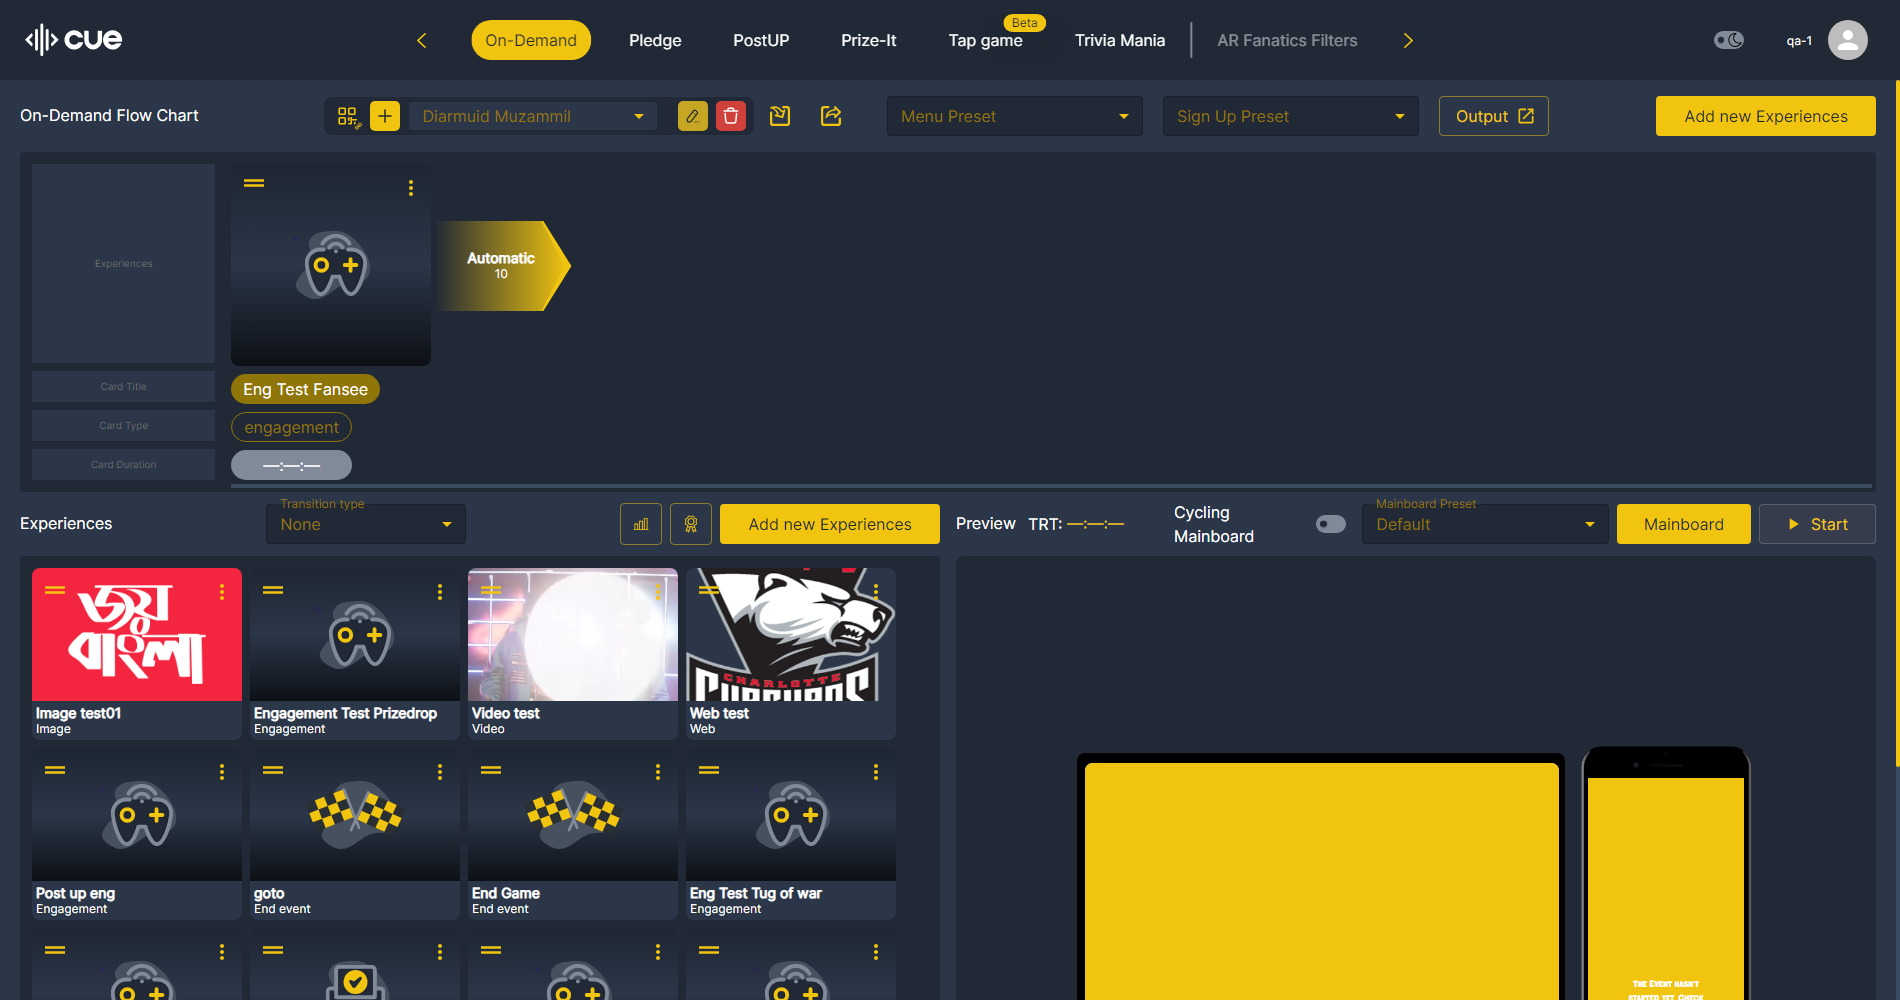 cue
On-Demand
Pledge
PostUP
Prize-It
Tap game
Beta
Trivia Mania
AR Fanatics Filters
qa-1
On-Demand Flow Chart
Diarmuid Muzammil
Menu Preset
Sign Up Preset
Output
Add new Experiences
Experiences
Automatic
10
Card Title
Eng Test Fansee
Card Type
engagement
Card Duration
—:—:—
Experiences
Transition type
None
Add new Experiences
Preview
TRT: —:—:—
Cycling
Mainboard
Mainboard Preset
Default
Mainboard
Start
জয়
বাংলা
CHARLOTTE
Image test01
Image
Engagement Test Prizedrop
Engagement
Video test
Video
Web test
Web
Post up eng
Engagement
goto
End event
End Game
End event
Eng Test Tug of war
Engagement
The Event hasn't
started yet. Check